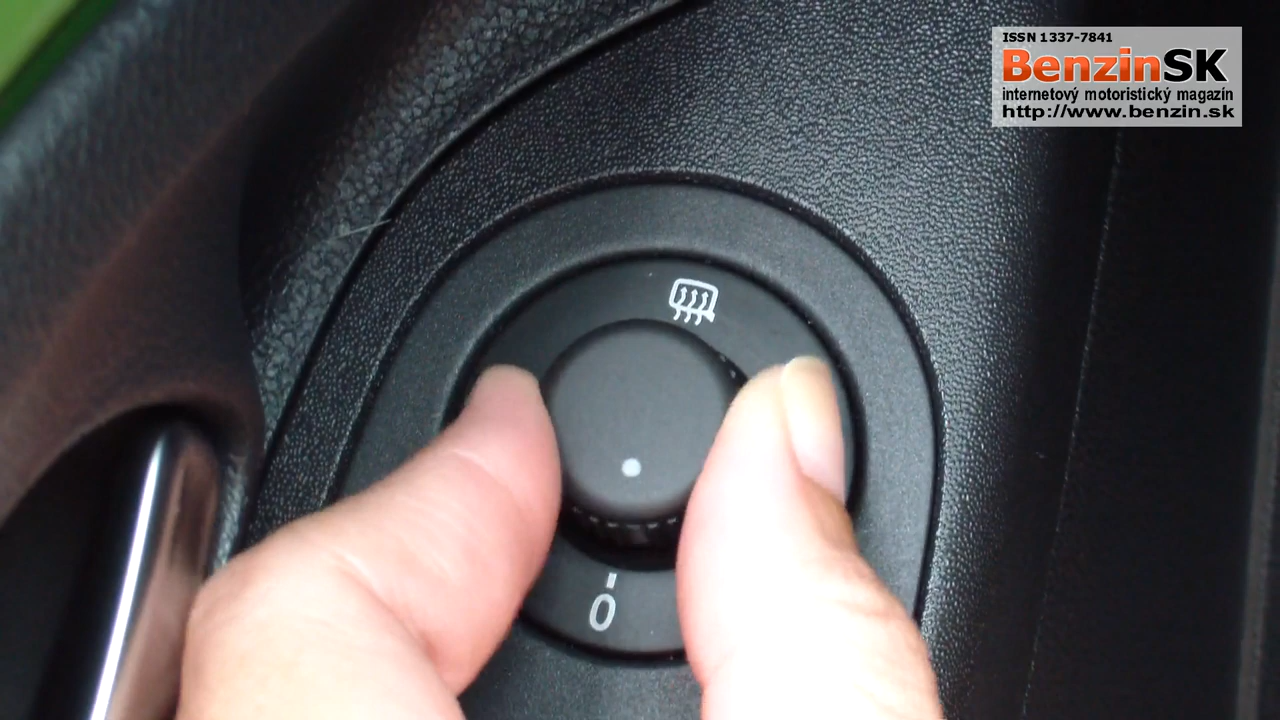 ISSN 1337-7841
BenzinSK
internetový motoristický magazín
http://www.benzin.sk
0